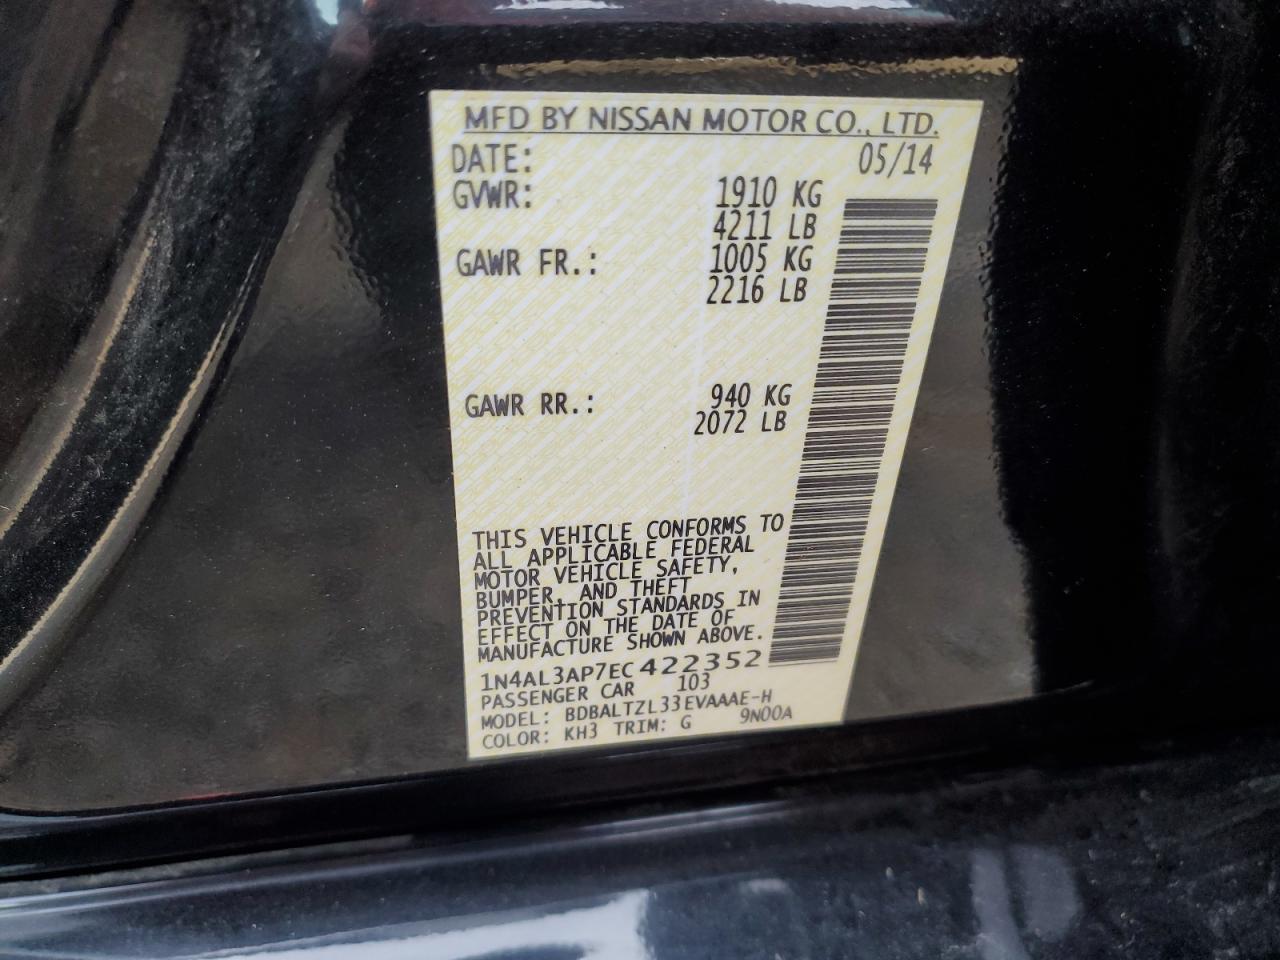 MFD BY NISSAN MOTOR CO., LTD.
DATE: 05/14
GVWR: 1910 KG
4211 LB
GAWR FR.: 1005 KG
2216 LB
GAWR RR.: 940 KG
2072 LB
THIS VEHICLE CONFORMS TO
ALL APPLICABLE FEDERAL
MOTOR VEHICLE SAFETY,
BUMPER, AND THEFT
PREVENTION STANDARDS IN
EFFECT ON THE DATE OF
MANUFACTURE SHOWN ABOVE.
1N4AL3AP7EC422352
PASSENGER CAR 103
MODEL: BDBALTZL33EVAAAE-H
COLOR: KH3 TRIM: G 9N00A